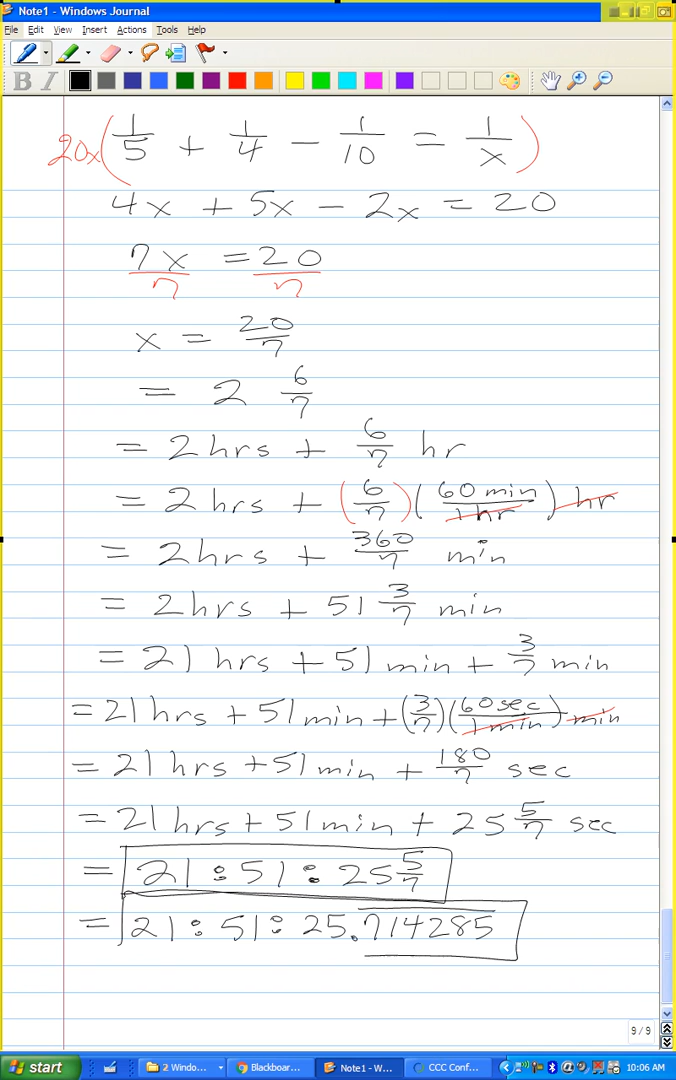 Note1 - Windows Journal
File Edit View Insert Actions Tools Help
B I
20x(1/5 + 1/4 - 1/10 = 1/x)
4x + 5x - 2x = 20
7x/7 = 20/7
x = 20/7
= 2 6/7
= 2 hrs + 6/7 hr
= 2 hrs + (6/7)(60 min/1 hr) hr
= 2 hrs + 360/7 min
= 2 hrs + 51 3/7 min
= 21 hrs + 51 min + 3/7 min
= 21 hrs + 51 min + (3/7)(60 sec/1 min) min
= 21 hrs + 51 min + 180/7 sec
= 21 hrs + 51 min + 25 5/7 sec
= 21 : 51 : 25 5/7
= 21 : 51 : 25.714285
9 / 9
start 2 Windo... Blackboar... Note1 - W... CCC Conf... 10:06 AM